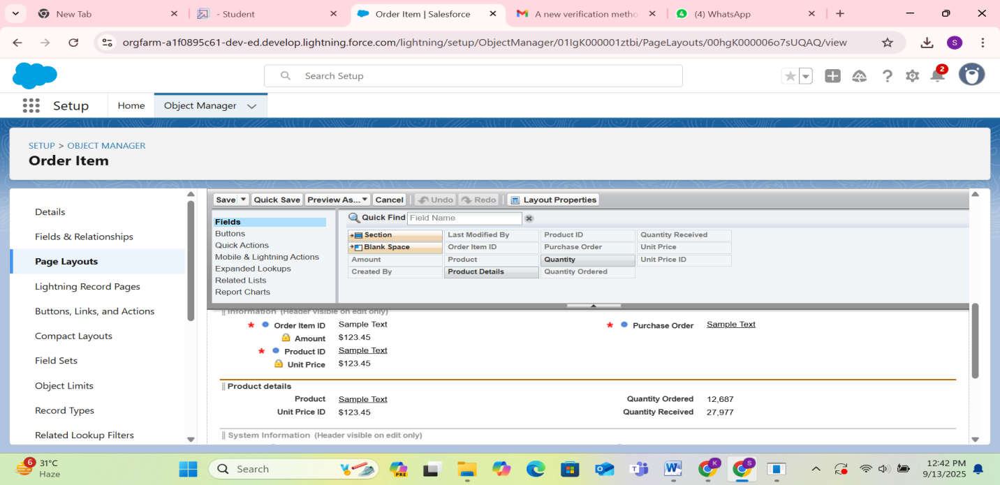 New Tab
- Student
Order Item | Salesforce
A new verification metho
4
(4) WhatsApp
orgfarm-a1f0895c61-dev-ed.develop.lightning.force.com/lightning/setup/ObjectManager/01IgK000001ztbi/PageLayouts/00hgK000006o7sUQAQ/view
S
Search Setup
2
Setup
Home
Object Manager
SETUP > OBJECT MANAGER
Order Item
Details
Fields & Relationships
Page Layouts
Lightning Record Pages
Buttons, Links, and Actions
Compact Layouts
Field Sets
Object Limits
Record Types
Related Lookup Filters
Save Quick Save Preview As... Cancel Undo Redo Layout Properties
Fields
Buttons
Quick Actions
Mobile & Lightning Actions
Expanded Lookups
Related Lists
Report Charts
Quick Find Field Name
Section Last Modified By Product ID Quantity Received
Blank Space Order Item ID Purchase Order Unit Price
Amount Product Quantity Unit Price ID
Created By Product Details Quantity Ordered
Information (Header visible on edit only)
* Order Item ID Sample Text * Purchase Order Sample Text
Amount $123.45
* Product ID Sample Text
Unit Price $123.45
Product details
Product Sample Text Quantity Ordered 12,687
Unit Price ID $123.45 Quantity Received 27,977
System Information (Header visible on edit only)
6
31°C
Haze
Search
PRE
W
K
S
12:42 PM
9/13/2025